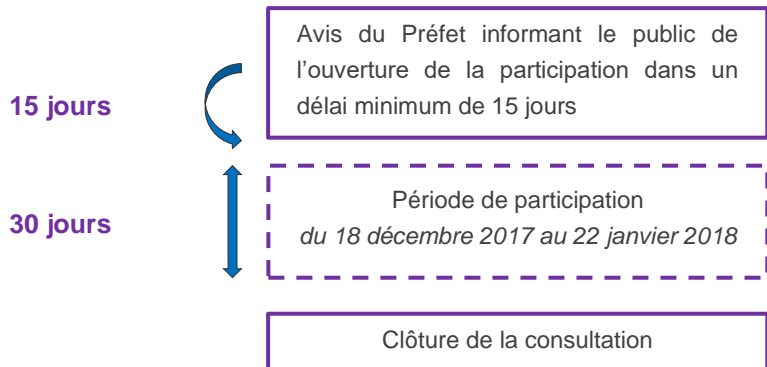 Avis du Préfet informant le public de
l’ouverture de la participation dans un
délai minimum de 15 jours
15 jours
Période de participation
du 18 décembre 2017 au 22 janvier 2018
30 jours
Clôture de la consultation